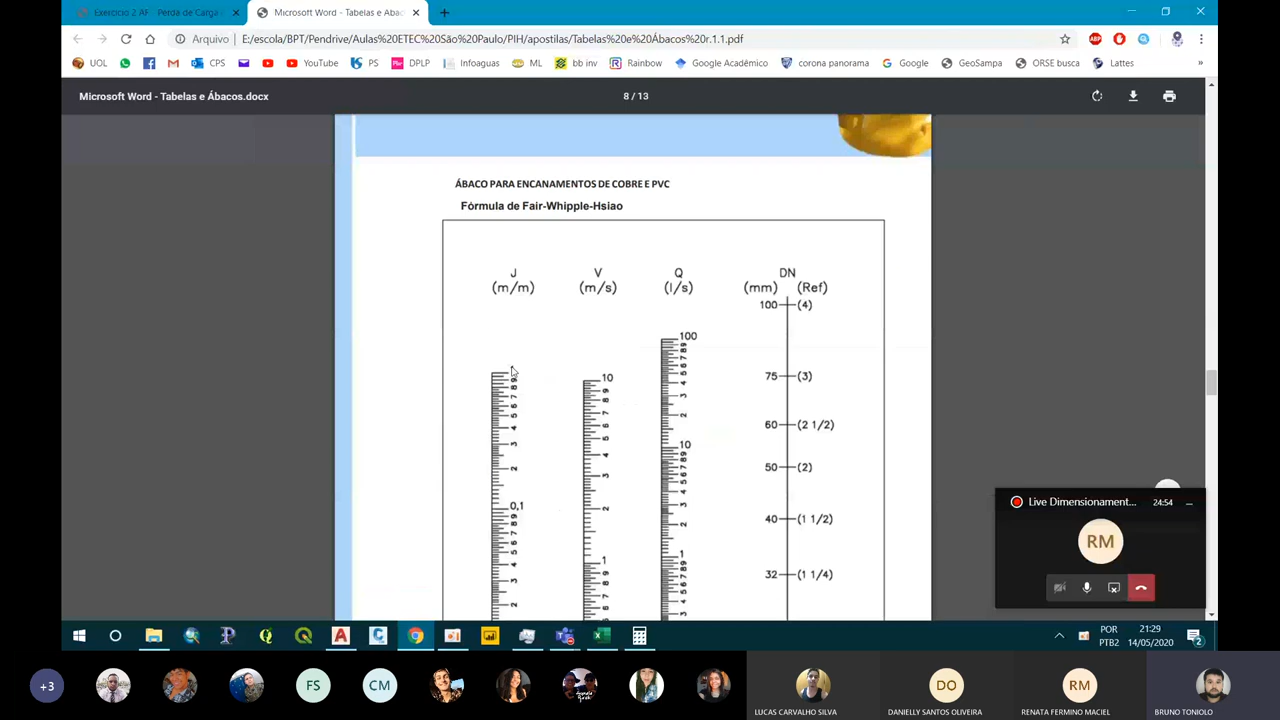 Exercício 2 AF - Perda de Carga
Microsoft Word - Tabelas e Ába
Arquivo
E:/escola/BPT/Pendrive/Aulas%20ETEC%20São%20Paulo/PIH/apostilas/Tabelas%20e%20Ábacos%20r.1.1.pdf
UOL
CPS
YouTube
PS
DPLP
Infoaguas
ML
bb inv
Rainbow
Google Acadêmico
corona panorama
Google
GeoSampa
ORSE busca
Lattes
»
Microsoft Word - Tabelas e Ábacos.docx
8 / 13
ÁBACO PARA ENCANAMENTOS DE COBRE E PVC
Fórmula de Fair-Whipple-Hsiao
J V Q DN
(m/m) (m/s) (l/s) (mm) (Ref)
100 (4)
100
75 (3)
10
60 (2 1/2)
10
50 (2)
0,1
40 (1 1/2)
1
1
32 (1 1/4)
Live Dimensionament...
24:54
RM
POR
PTB2
21:29
14/05/2020
+3
FS
CM
DO
RM
LUCAS CARVALHO SILVA
DANIELLY SANTOS OLIVEIRA
RENATA FERMINO MACIEL
BRUNO TONIOLO